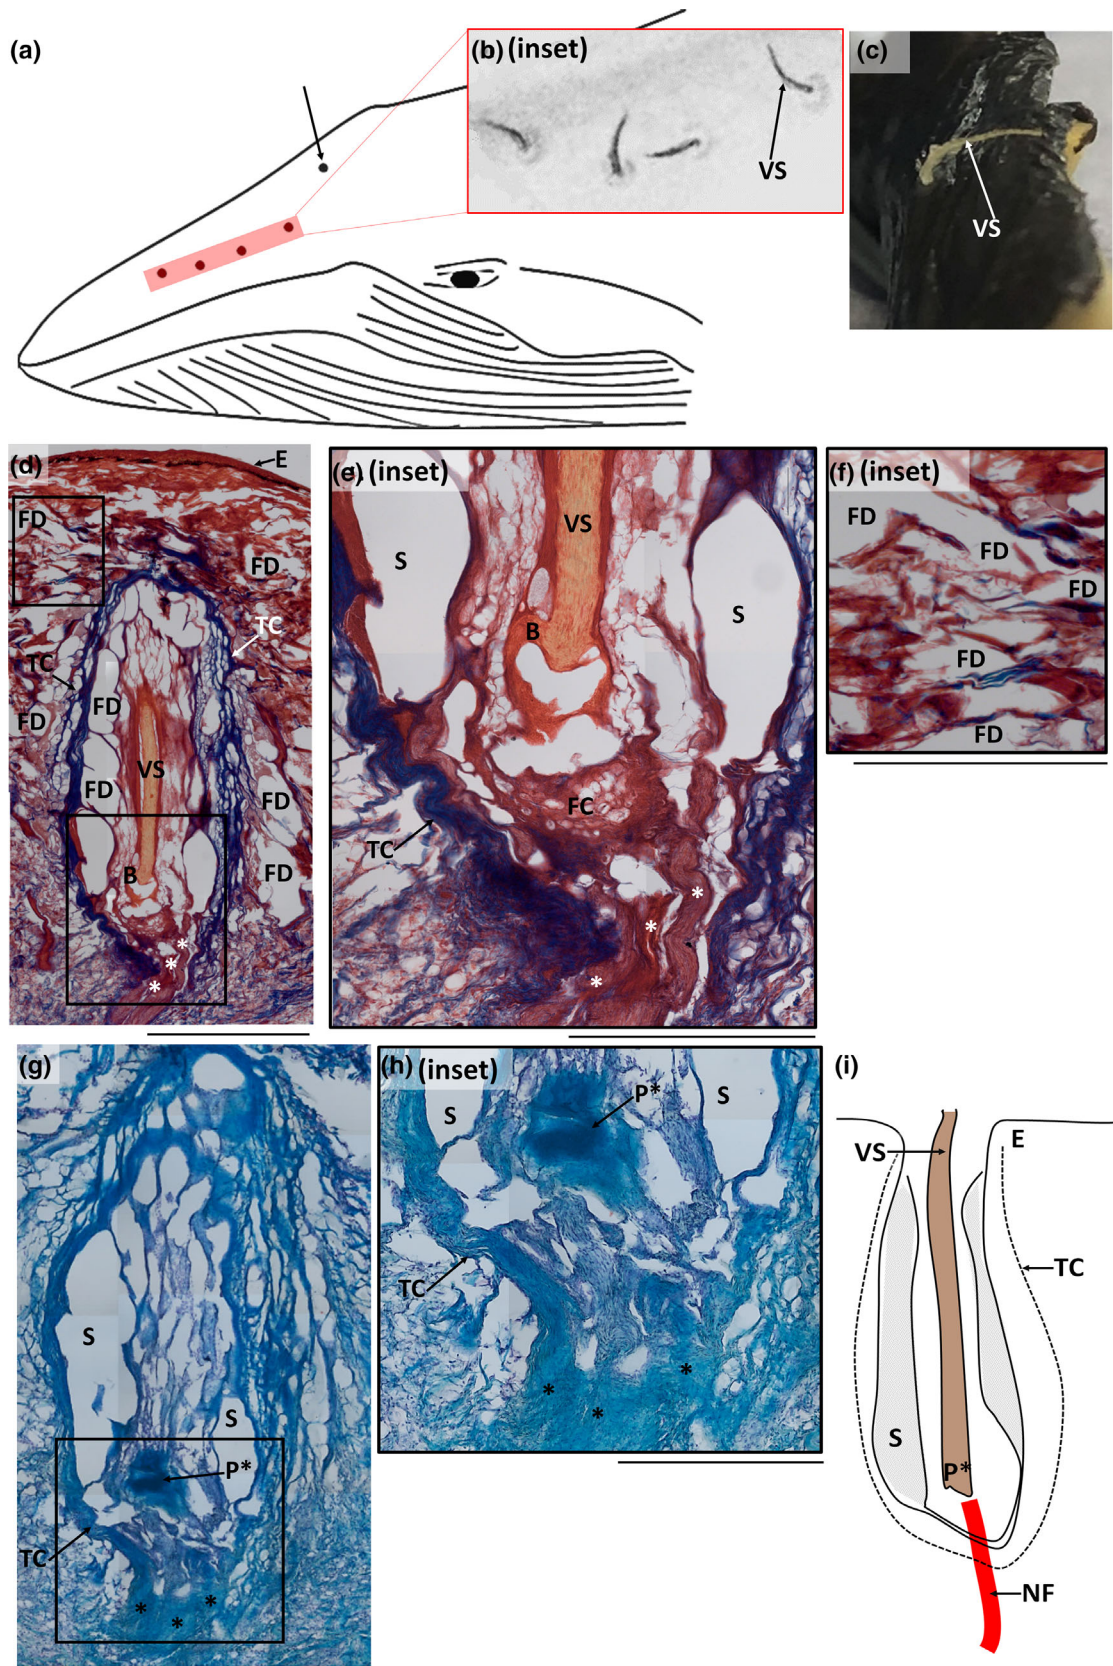 (a)
(b) (inset)
VS
(c)
VS
(d)
E
FD
FD
TC
TC
FD
FD
VS
FD
FD
FD
B
*
*
*
(e) (inset)
VS
S
S
B
FC
TC
*
*
*
(f) (inset)
FD
FD
FD
FD
FD
(g)
S
S
P*
TC
*
*
*
(h) (inset)
P*
S
S
TC
*
*
*
(i)
VS
E
TC
S
P*
NF